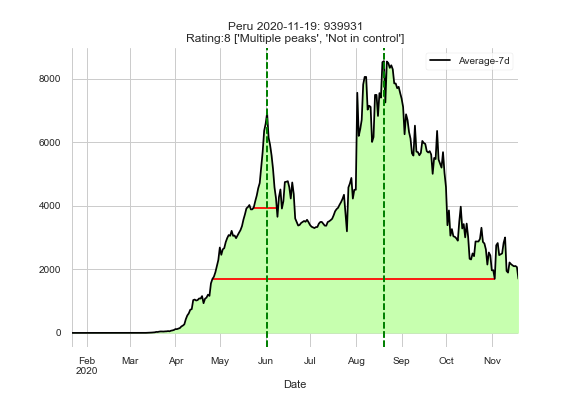 Peru 2020-11-19: 939931
Rating:8 ['Multiple peaks', 'Not in control']
Average-7d
8000
6000
4000
2000
0
Feb Mar Apr May Jun Jul Aug Sep Oct Nov
2020
Date